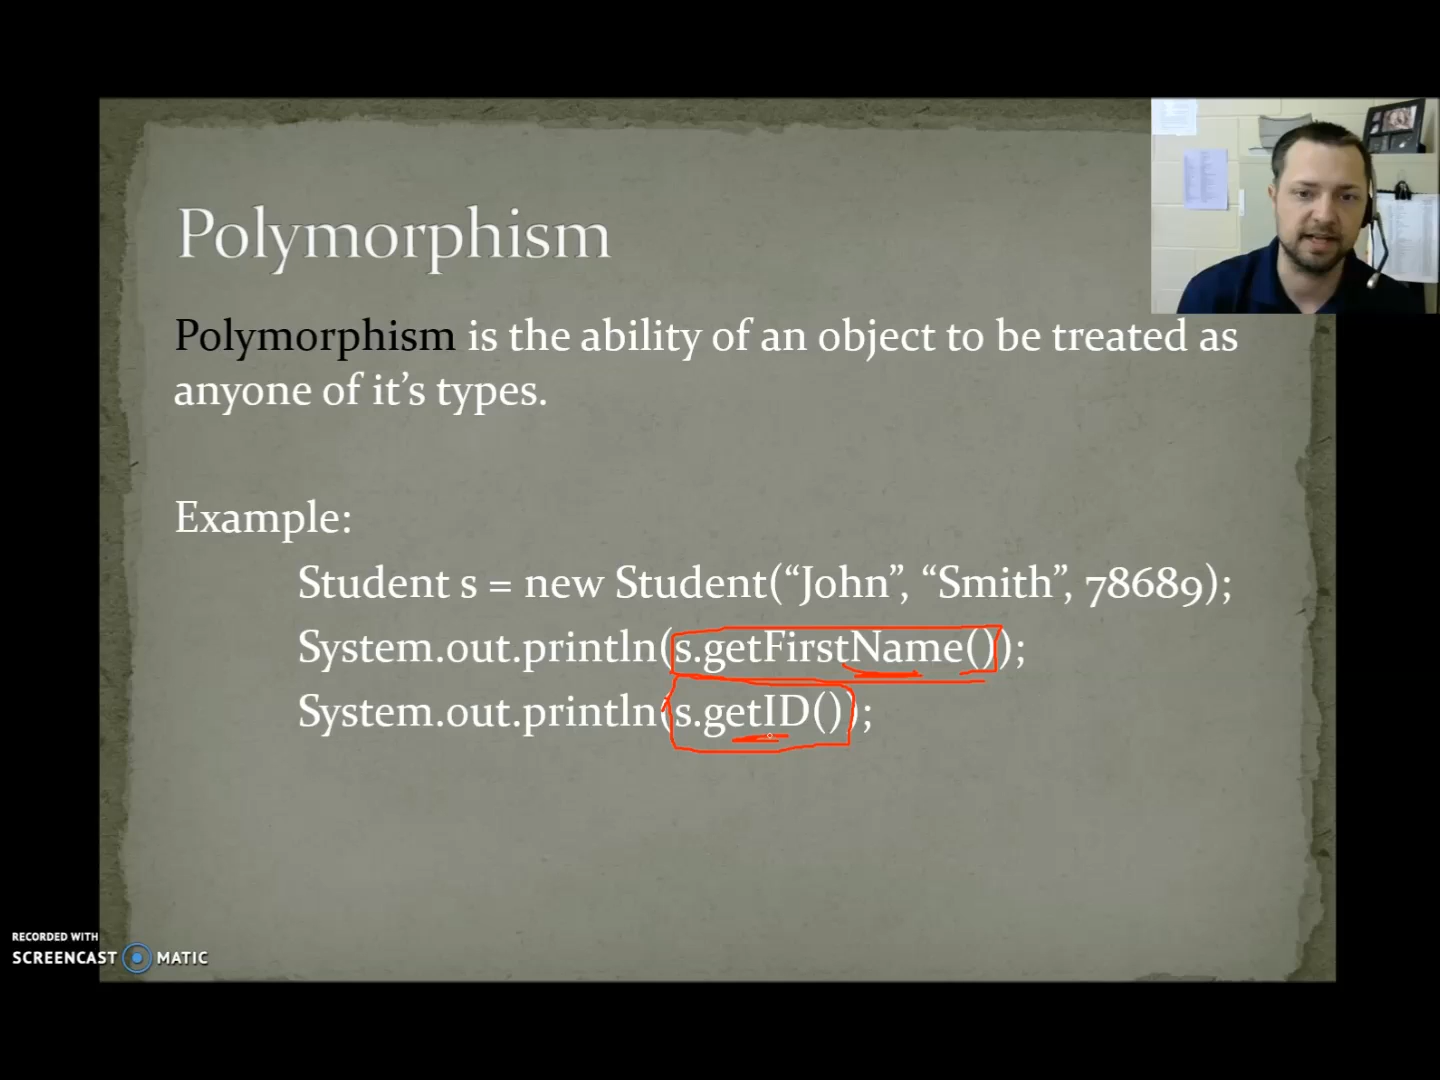 Polymorphism
Polymorphism is the ability of an object to be treated as
anyone of it’s types.
Example:
Student s = new Student(“John”, “Smith”, 78689);
System.out.println(s.getFirstName());
System.out.println(s.getID());
RECORDED WITH
SCREENCAST MATIC